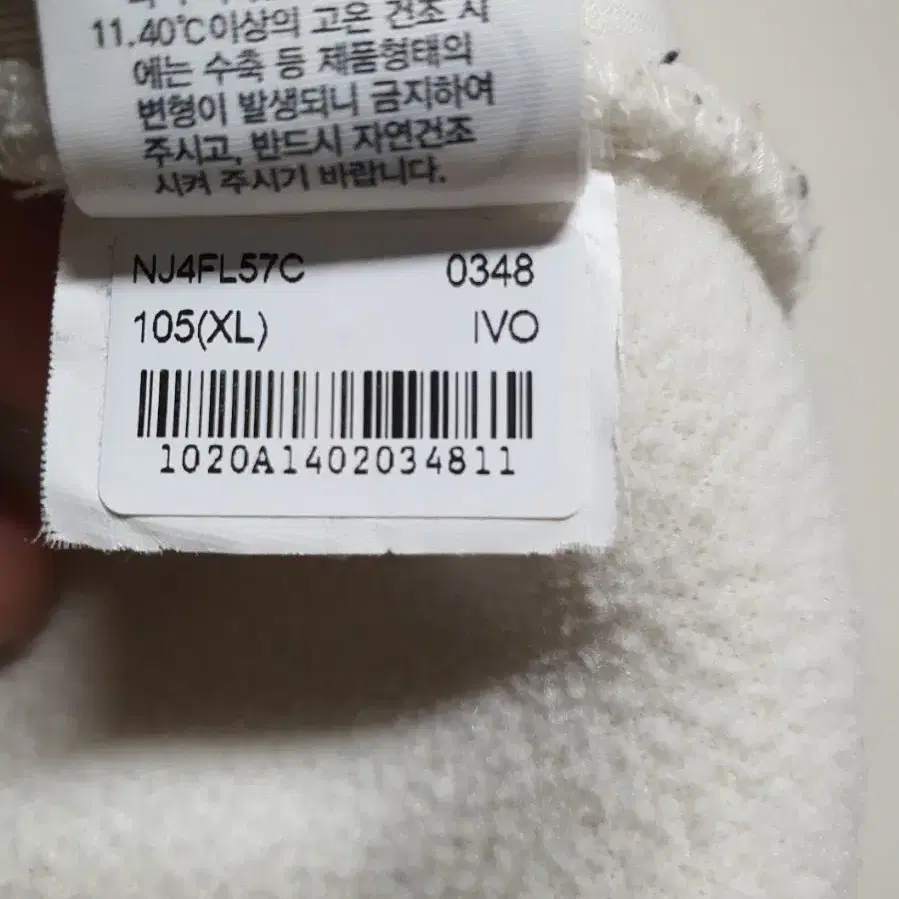 11.40℃이상의 고온 건조 시
에는 수축 등 제품형태의
변형이 발생되니 금지하여
주시고, 반드시 자연건조
시켜 주시기 바랍니다.
NJ4FL57C 0348
105(XL) IVO
1020A1402034811